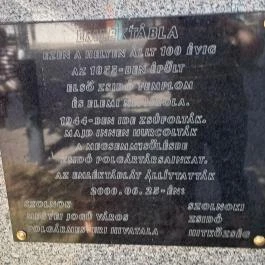 EMLÉKTÁBLA
EZEN A HELYEN ÁLLT 100 ÉVIG
AZ 1855-BEN ÉPÜLT
ELSŐ ZSIDÓ TEMPLOM
ÉS ELEMI ISKOLA.
1944-BEN IDE ZSÚFOLTÁK.
MAJD INNEN HURCOLTÁK
A MEGSEMMISÜLÉSBE
ZSIDÓ POLGÁRTÁRSAINKAT.
AZ EMLÉKTÁBLÁT ÁLLÍTTATTÁK
2000.06.25-ÉN:
SZOLNOK SZOLNOKI
MEGYEI JOGÚ VÁROS ZSIDÓ
POLGÁRMESTERI HIVATALA HITKÖZSÉG